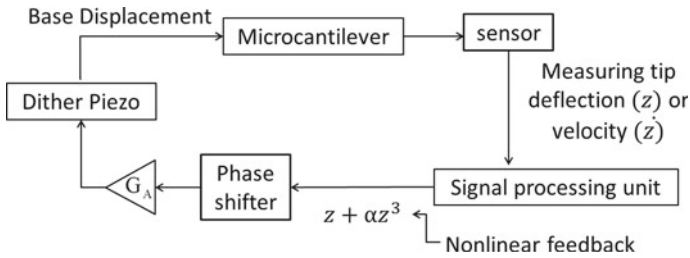 Base Displacement
Microcantilever
sensor
Measuring tip
deflection (z) or
velocity (ż)
Dither Piezo
G_A
Phase
shifter
Signal processing unit
z + αz³
Nonlinear feedback